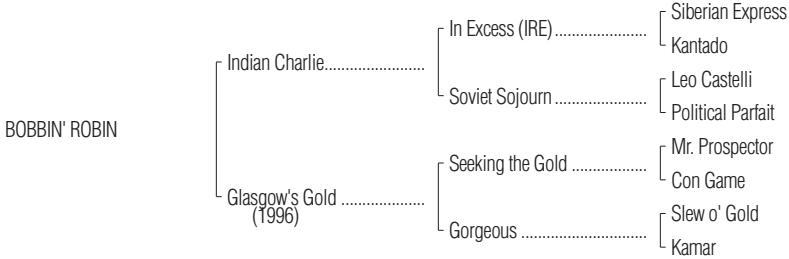 Siberian Express
In Excess (IRE)......................
Kantado
Indian Charlie........................
Leo Castelli
Soviet Sojourn......................
Political Parfait
BOBBIN' ROBIN
Mr. Prospector
Seeking the Gold ..................
Con Game
Glasgow's Gold ....................
(1996)
Slew o' Gold
Gorgeous ..............................
Kamar